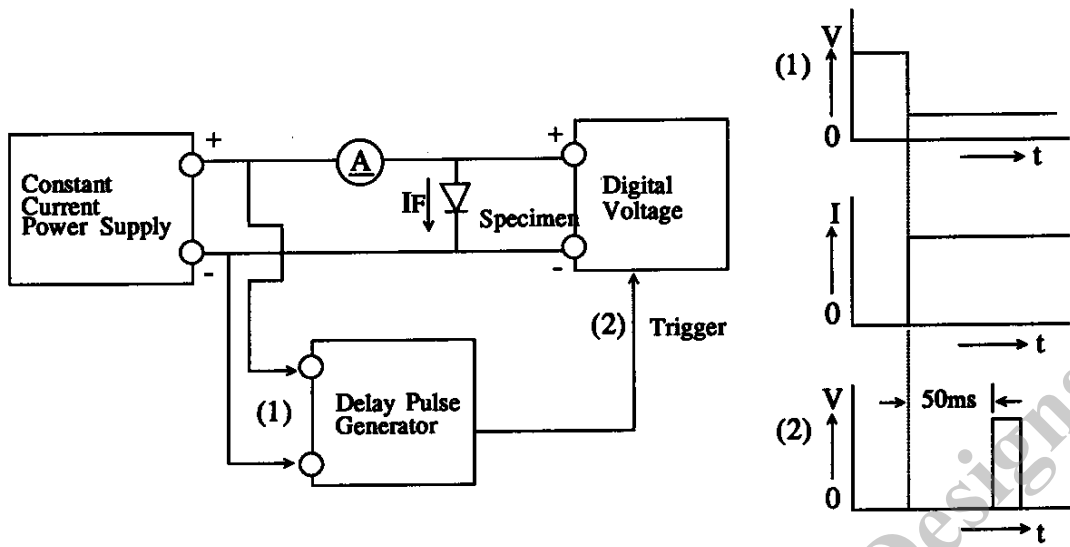 +
Constant
Current
Power Supply
-
A
IF
Specimen
+
Digital
Voltage
-
(2)
Trigger
(1)
Delay Pulse
Generator
(1)
V
0
t
I
0
t
(2)
V
50ms
0
t
Designs